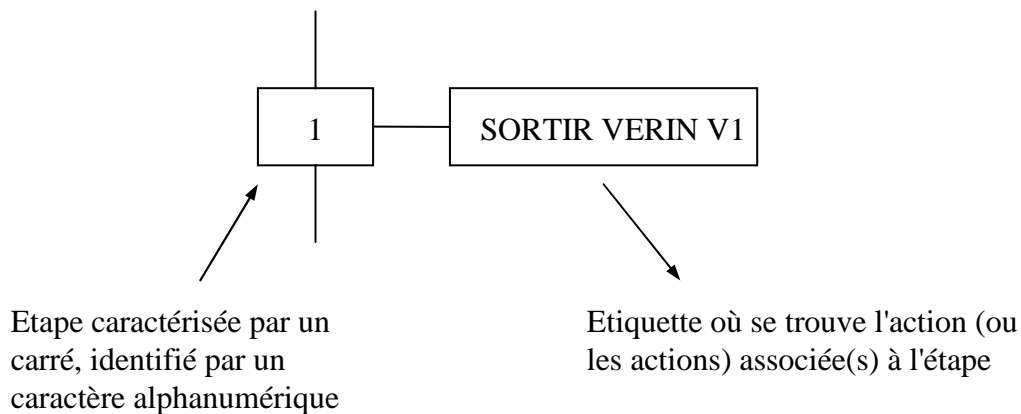 1
SORTIR VERIN V1
Etape caractérisée par un
carré, identifié par un
caractère alphanumérique
Etiquette où se trouve l'action (ou
les actions) associée(s) à l'étape